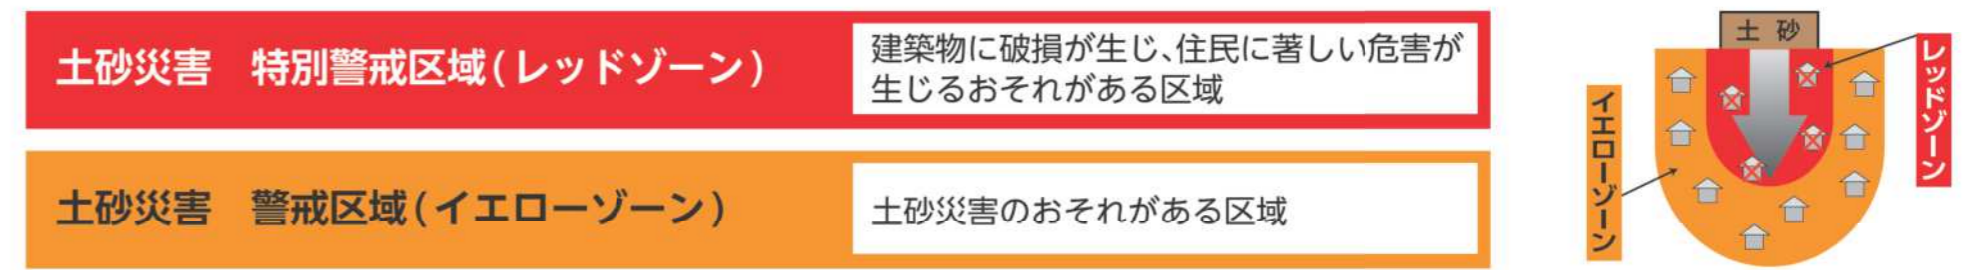 土砂災害　特別警戒区域(レッドゾーン)
建築物に破損が生じ、住民に著しい危害が
生じるおそれがある区域
土砂災害　警戒区域(イエローゾーン)
土砂災害のおそれがある区域
土 砂
レッドゾーン
イエローゾーン